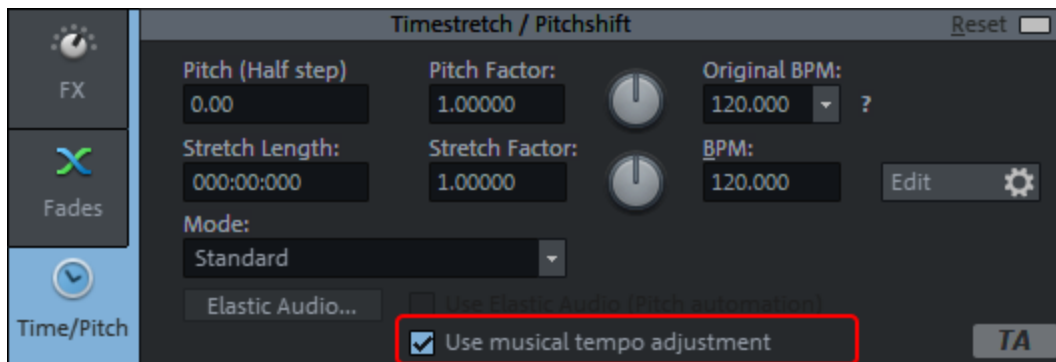 Timestretch / Pitchshift Reset
FX
Pitch (Half step) Pitch Factor: Original BPM:
0.00 1.00000 120.000 ?
Stretch Length: Stretch Factor: BPM:
000:00:000 1.00000 120.000 Edit
Fades
Mode:
Standard
Elastic Audio... Use Elastic Audio (Pitch automation)
Time/Pitch
Use musical tempo adjustment TA